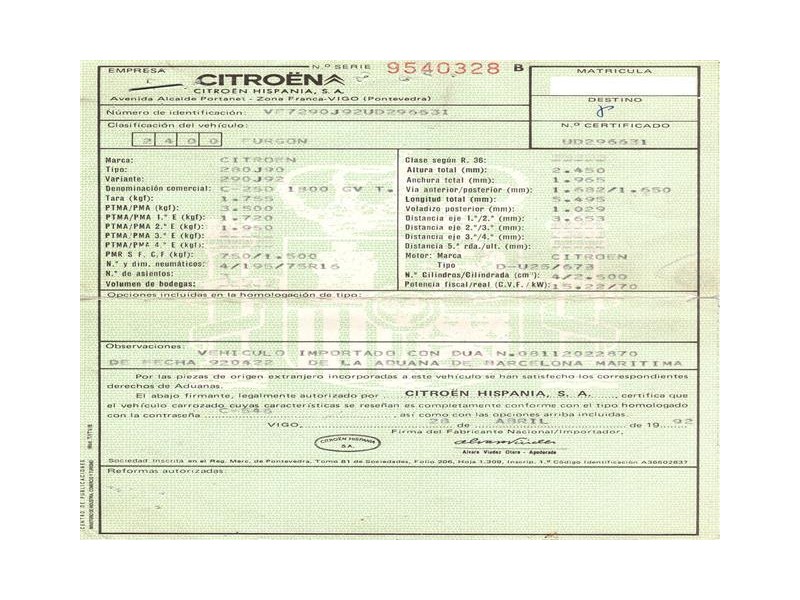 EMPRESA
N.º SERIE 9540328 B
MATRICULA
CITROËN
CITROËN HISPANIA, S. A.
Avenida Alcalde Portanet - Zona Franca-VIGO (Pontevedra)
DESTINO
Número de identificación: VF7290J92UD296631
N.º CERTIFICADO
Clasificación del vehículo:
2 4 0 0 FURGON
UD296631
Marca: CITROEN
Tipo: 280J90
Variante: 290J92
Denominación comercial: C-25D 1800 CV T.
Tara (kgf): 1.755
PTMA/PMA (kgf): 3.500
PTMA/PMA 1.º E (kgf): 1.720
PTMA/PMA 2.º E (kgf): 1.950
PTMA/PMA 3.º E (kgf):
PTMA/PMA 4.º E (kgf):
PMR S F. C.F (kgf): 750/1.500
N.º y dim. neumáticos: 4/195/75R16
N.º de asientos:
Volumen de bodegas:
Clase según R. 36:
Altura total (mm): 2.450
Anchura total (mm): 1.965
Via anterior/posterior (mm): 1.682/1.650
Longitud total (mm): 5.495
Voladizo posterior (mm): 1.029
Distancia eje 1.º/2.º (mm): 3.653
Distancia eje 2.º/3.º (mm):
Distancia eje 3.º/4.º (mm):
Distancia 5.º rda./ult. (mm):
Motor: Marca CITROEN
Tipo D-U25/673
N.º Cilindros/Cilindrada (cm³): 4/2.500
Potencia fiscal/real (C.V.F./kW): 15.22/70
Opciones incluidas en la homologación de tipo:
Observaciones:
VEHICULO IMPORTADO CON DUA N.08112022870
DE FECHA 920422 DE LA ADUANA DE BARCELONA MARITIMA
Por las piezas de origen extranjero incorporadas a este vehículo se han satisfecho los correspondientes
derechos de Aduanas.
El abajo firmante, legalmente autorizado por CITROËN HISPANIA, S. A., certifica que
el vehículo carrozado cuyas características se reseñan es completamente conforme con el tipo homologado
con la contraseña C-546, así como con las opciones arriba incluidas.
VIGO, 28 de ABRIL de 19 92
Firma del Fabricante Nacional/Importador,
CITROËN HISPANIA
S.A.
Alvaro Viudez Otero - Apoderado
Sociedad inscrita en el Reg. Merc. de Pontevedra, Tomo 81 de Sociedades, Folio 206, Hoja 1.309, Inscrip. 1.ª Código Identificación A36602837
Reformas autorizadas:
CENTRO DE PUBLICACIONES